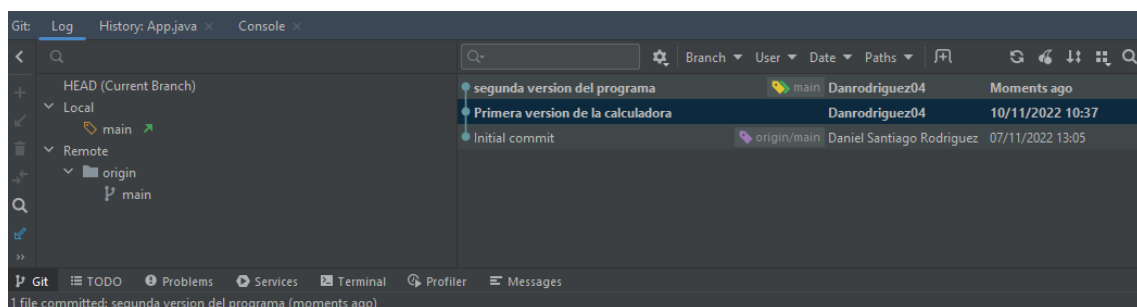 Git: Log History: App.java × Console ×
Branch User Date Paths
HEAD (Current Branch)
Local
main
Remote
origin
main
segunda version del programa main Danrodriguez04 Moments ago
Primera version de la calculadora Danrodriguez04 10/11/2022 10:37
Initial commit origin/main Daniel Santiago Rodriguez 07/11/2022 13:05
Git TODO Problems Services Terminal Profiler Messages
1 file committed: segunda version del programa (moments ago)